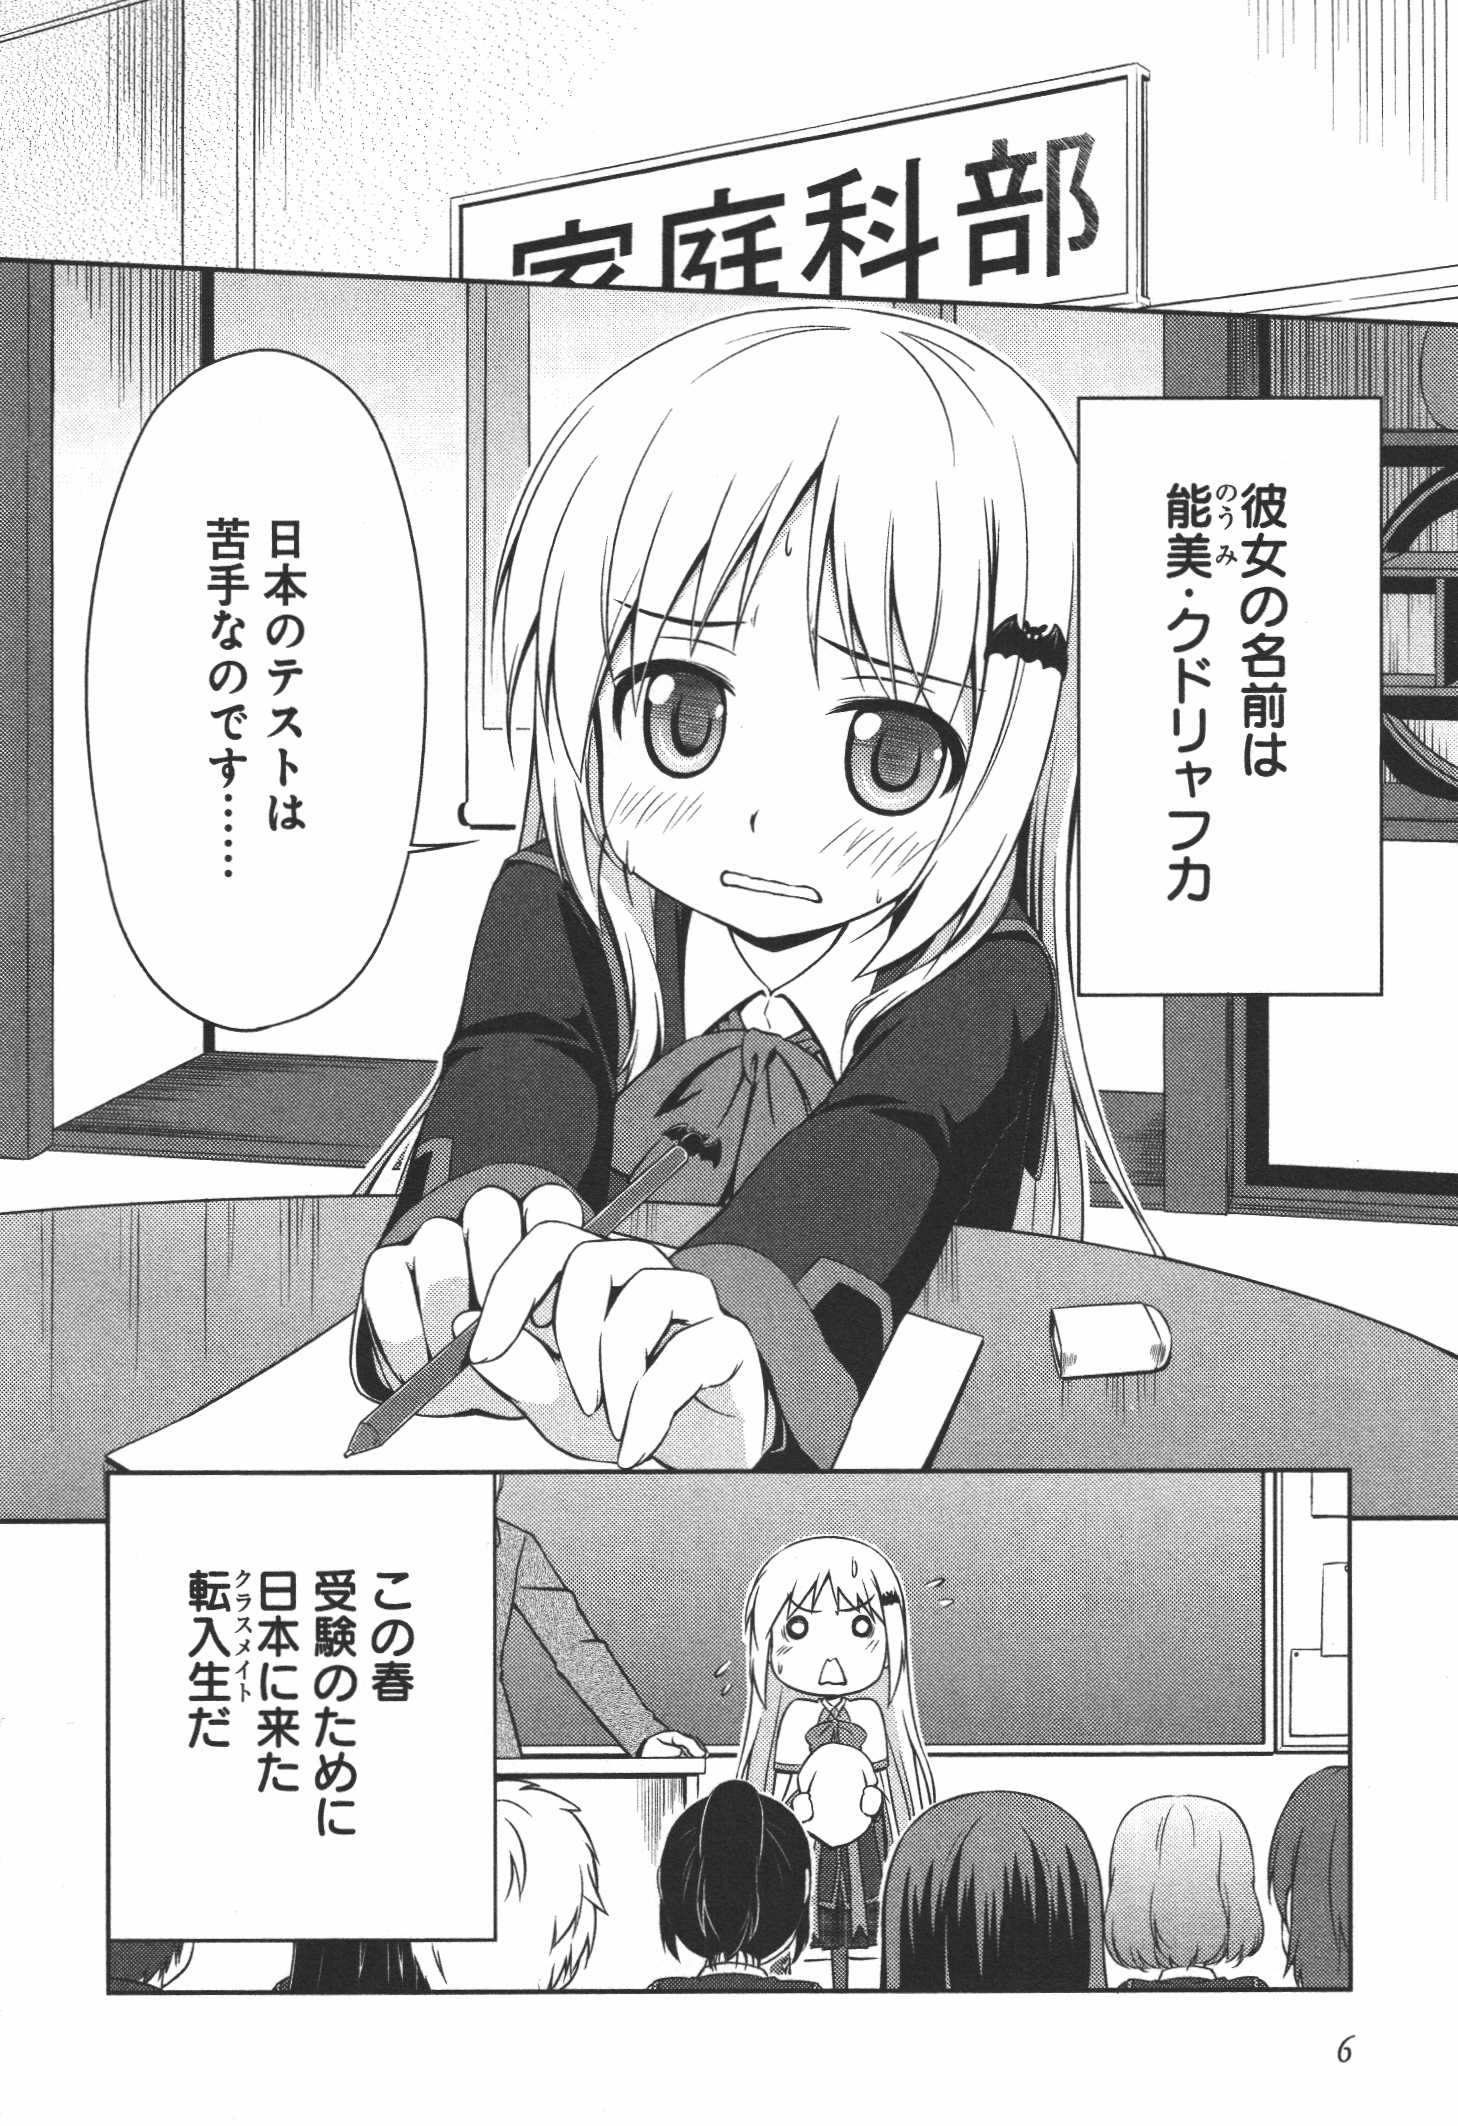 家庭科部
彼女の名前は
能美・クドリャフカ
のうみ
日本のテストは
苦手なのです……
この春
受験のために
日本に来た
転入生だ
クラスメイト
6